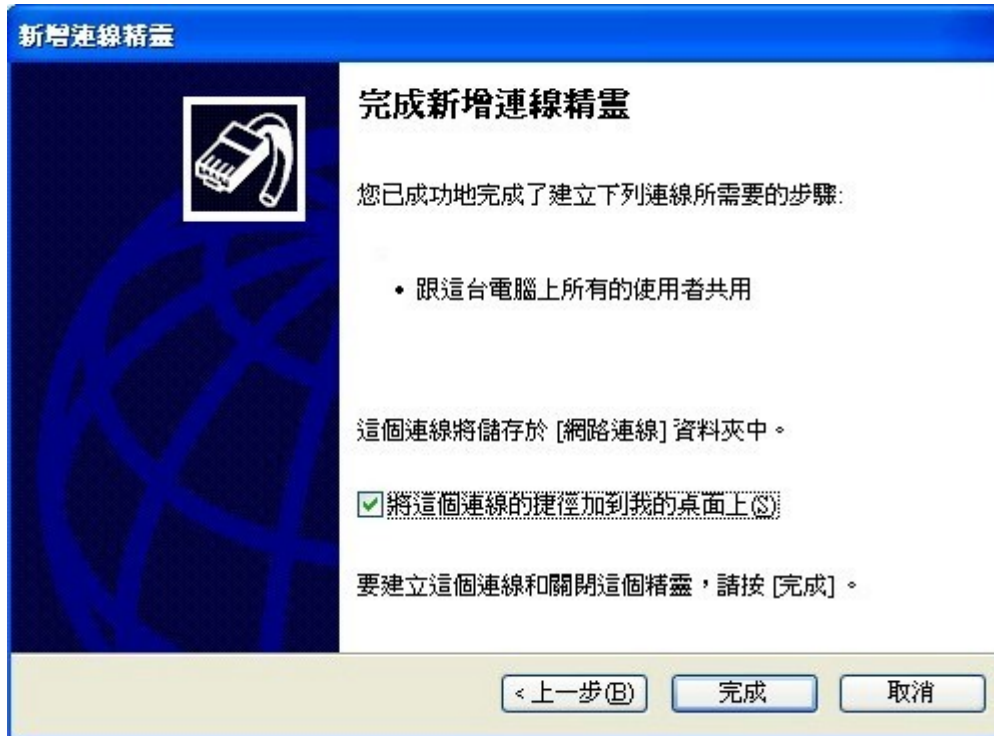 新增連線精靈
完成新增連線精靈
您已成功地完成了建立下列連線所需要的步驟:
• 跟這台電腦上所有的使用者共用
這個連線將儲存於 [網路連線] 資料夾中。
將這個連線的捷徑加到我的桌面上(S)
要建立這個連線和關閉這個精靈，請按 [完成]。
<上一步(B) 完成 取消